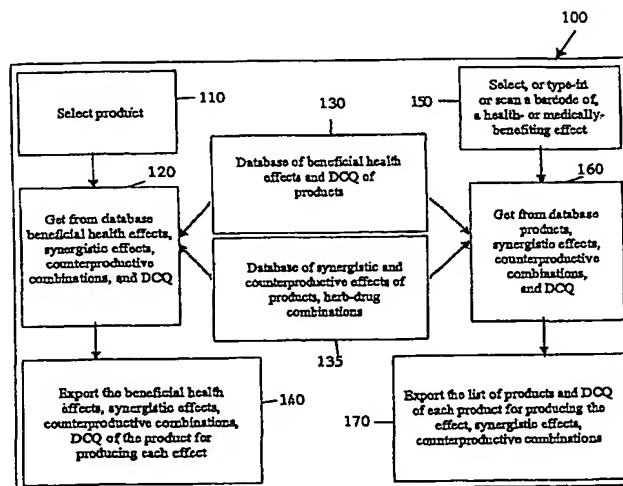 100
Select product
110
130
150
Select, or type-in
or scan a barcode of,
a health- or medically-
benefiting effect
120
Database of beneficial health
effects and DCQ of
products
160
Get from database
beneficial health effects,
synergistic effects,
counterproductive
combinations, and DCQ
Database of synergistic and
counterproductive effects of
products, herb-drug
combinations
135
Get from database
products,
synergistic effects,
counterproductive
combinations,
and DCQ
Export the beneficial health
effects, synergistic effects,
counterproductive combinations,
DCQ of the product for
producing each effect
140
170
Export the list of products and DCQ
of each product for producing the
effect, synergistic effects,
counterproductive combinations